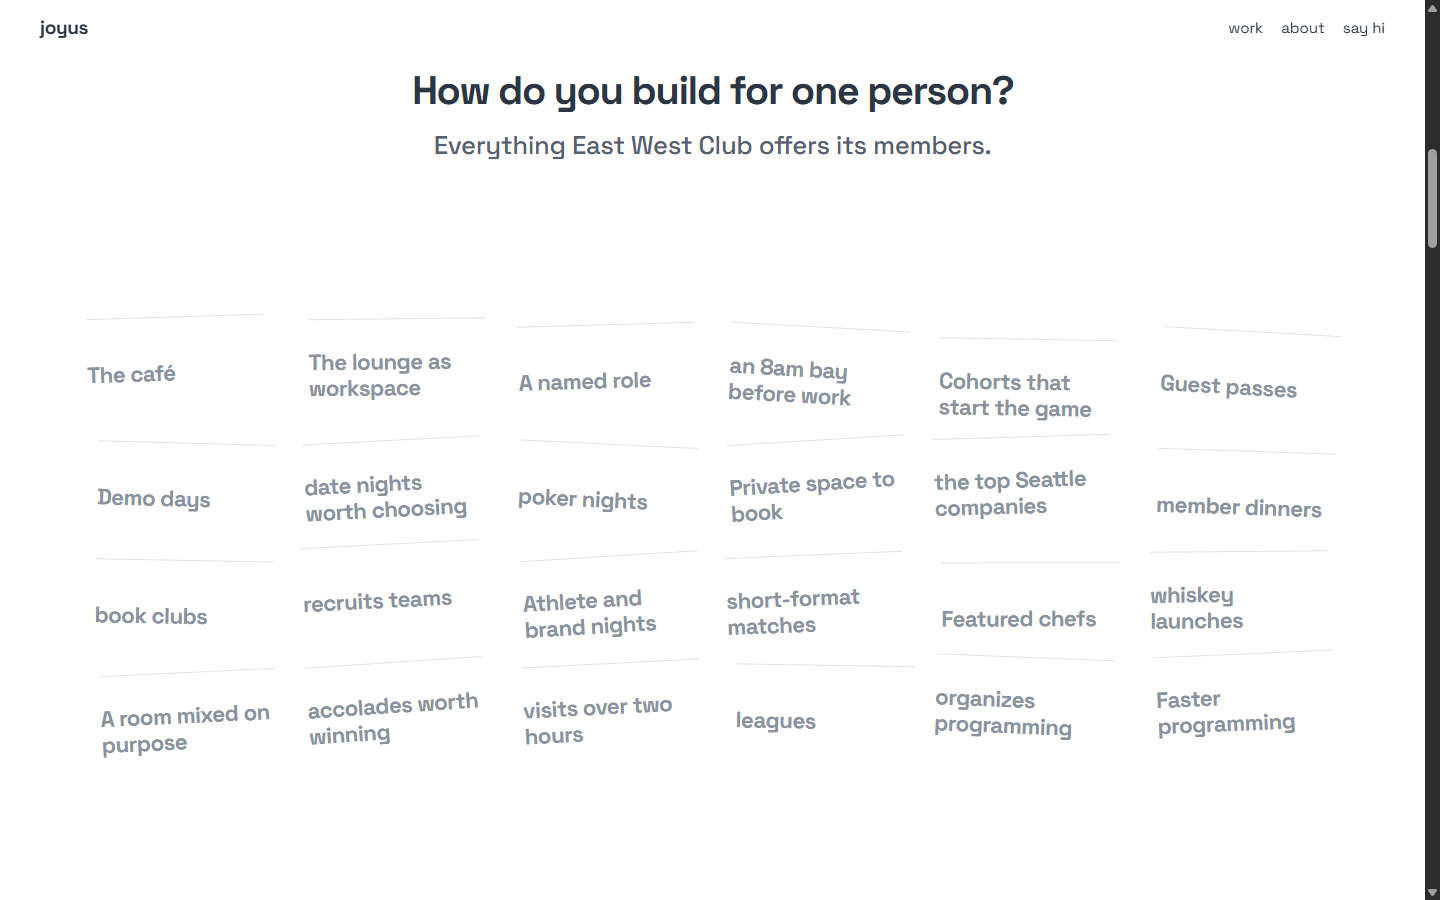 joyus
work about say hi
How do you build for one person?
Everything East West Club offers its members.
The café
The lounge as
workspace
A named role
an 8am bay
before work
Cohorts that
start the game
Guest passes
Demo days
date nights
worth choosing
poker nights
Private space to
book
the top Seattle
companies
member dinners
book clubs
recruits teams
Athlete and
brand nights
short-format
matches
Featured chefs
whiskey
launches
A room mixed on
purpose
accolades worth
winning
visits over two
hours
leagues
organizes
programming
Faster
programming